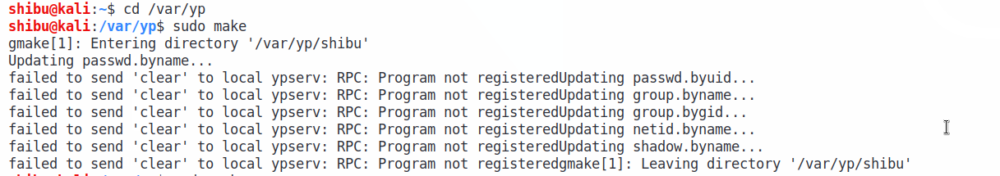 shibu@kali:~$ cd /var/yp
shibu@kali:/var/yp$ sudo make
gmake[1]: Entering directory '/var/yp/shibu'
Updating passwd.byname...
failed to send 'clear' to local ypserv: RPC: Program not registeredUpdating passwd.byuid...
failed to send 'clear' to local ypserv: RPC: Program not registeredUpdating group.byname...
failed to send 'clear' to local ypserv: RPC: Program not registeredUpdating group.bygid...
failed to send 'clear' to local ypserv: RPC: Program not registeredUpdating netid.byname...
failed to send 'clear' to local ypserv: RPC: Program not registeredUpdating shadow.byname...
failed to send 'clear' to local ypserv: RPC: Program not registeredgmake[1]: Leaving directory '/var/yp/shibu'